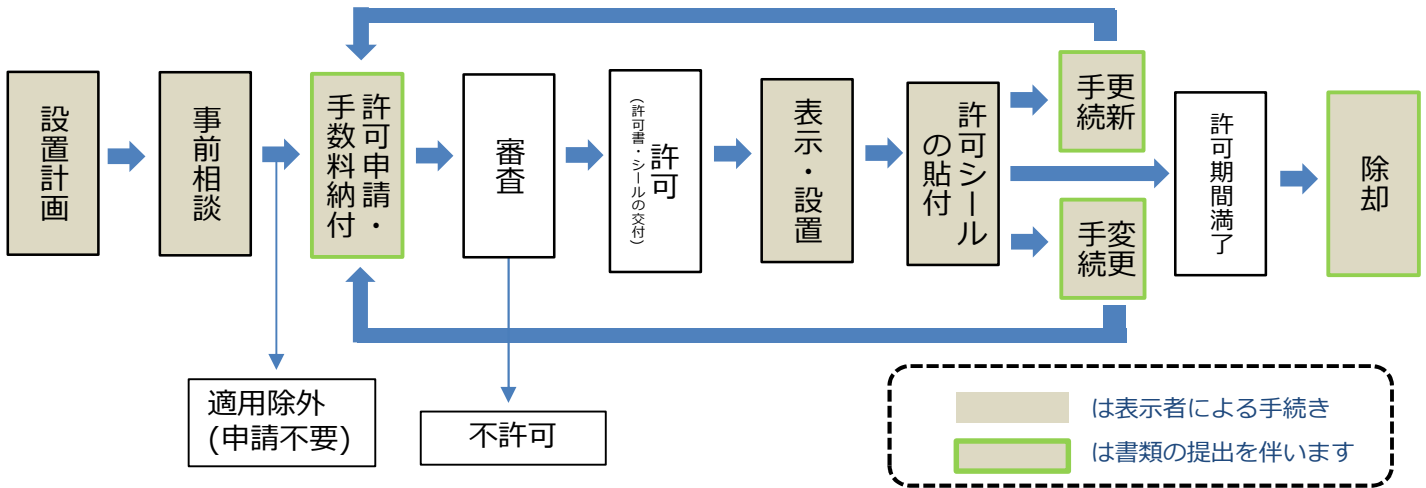 設置計画
事前相談
許可申請・
手数料納付
審査
許可
(許可書・シールの交付)
表示・設置
許可シール
の貼付
更新
手続
変更
手続
許可期間満了
除却
適用除外
(申請不要)
不許可
は表示者による手続き
は書類の提出を伴います